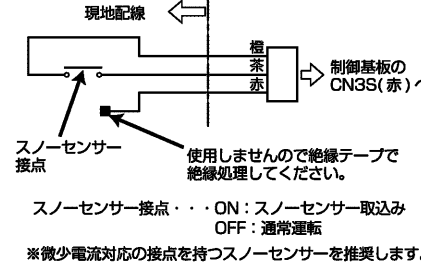 現地配線
橙
茶
赤
制御基板の
CN3S(赤)へ
スノーセンサー
接点
使用しませんので絶縁テープで
絶縁処理してください。
スノーセンサー接点・・・ON：スノーセンサー取込み
OFF：通常運転
※微少電流対応の接点を持つスノーセンサーを推奨します